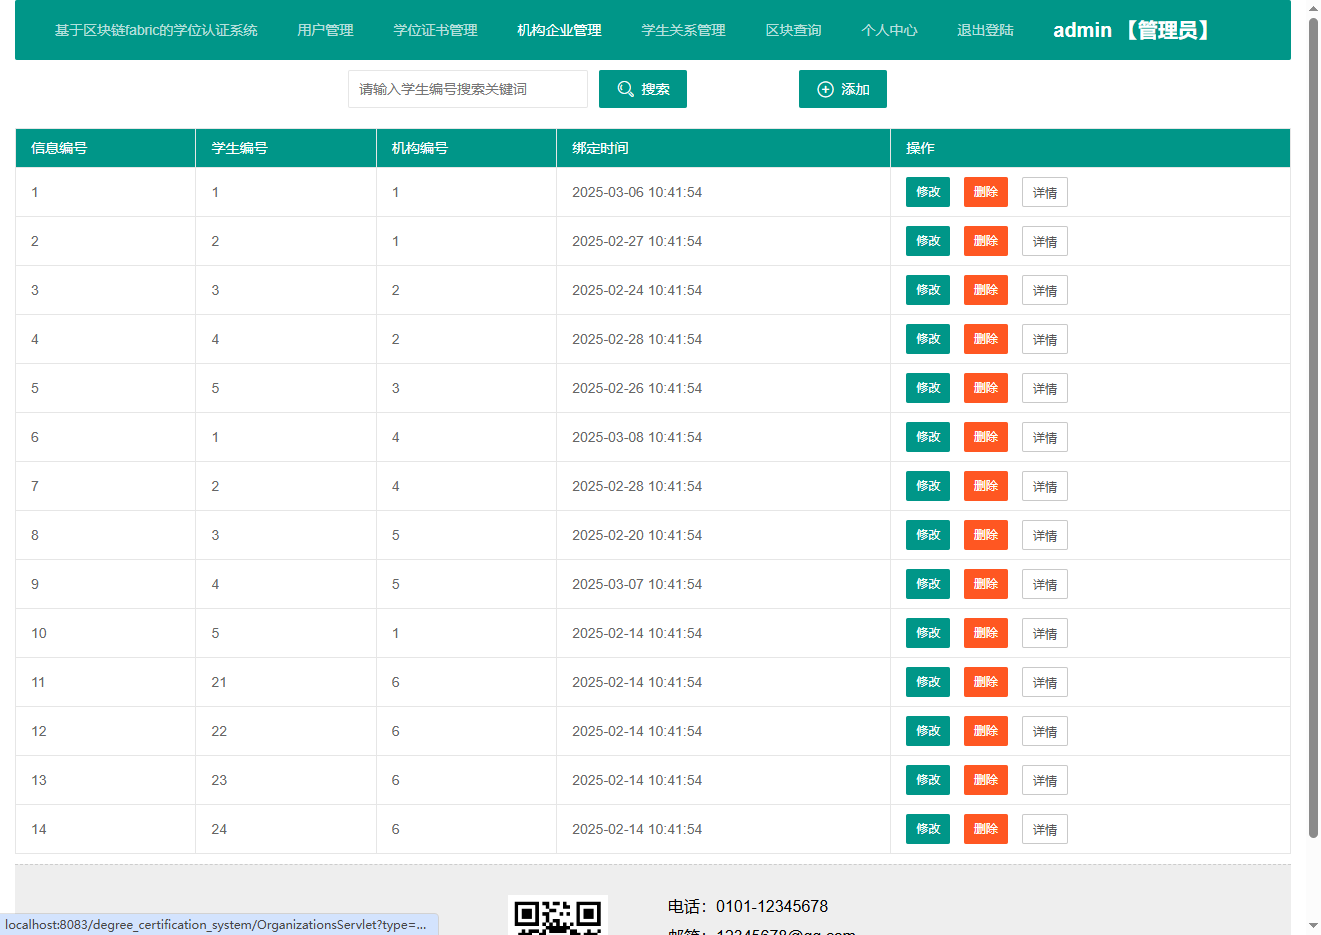 基于区块链fabric的学位认证系统 用户管理 学位证书管理 机构企业管理 学生关系管理 区块查询 个人中心 退出登陆 admin 【管理员】
请输入学生编号搜索关键词 搜索 添加
信息编号 学生编号 机构编号 绑定时间 操作
1 1 1 2025-03-06 10:41:54 修改 删除 详情
2 2 1 2025-02-27 10:41:54 修改 删除 详情
3 3 2 2025-02-24 10:41:54 修改 删除 详情
4 4 2 2025-02-28 10:41:54 修改 删除 详情
5 5 3 2025-02-26 10:41:54 修改 删除 详情
6 1 4 2025-03-08 10:41:54 修改 删除 详情
7 2 4 2025-02-28 10:41:54 修改 删除 详情
8 3 5 2025-02-20 10:41:54 修改 删除 详情
9 4 5 2025-03-07 10:41:54 修改 删除 详情
10 5 1 2025-02-14 10:41:54 修改 删除 详情
11 21 6 2025-02-14 10:41:54 修改 删除 详情
12 22 6 2025-02-14 10:41:54 修改 删除 详情
13 23 6 2025-02-14 10:41:54 修改 删除 详情
14 24 6 2025-02-14 10:41:54 修改 删除 详情
电话：0101-12345678
邮箱：12345678@qq.com
localhost:8083/degree_certification_system/OrganizationsServlet?type=...